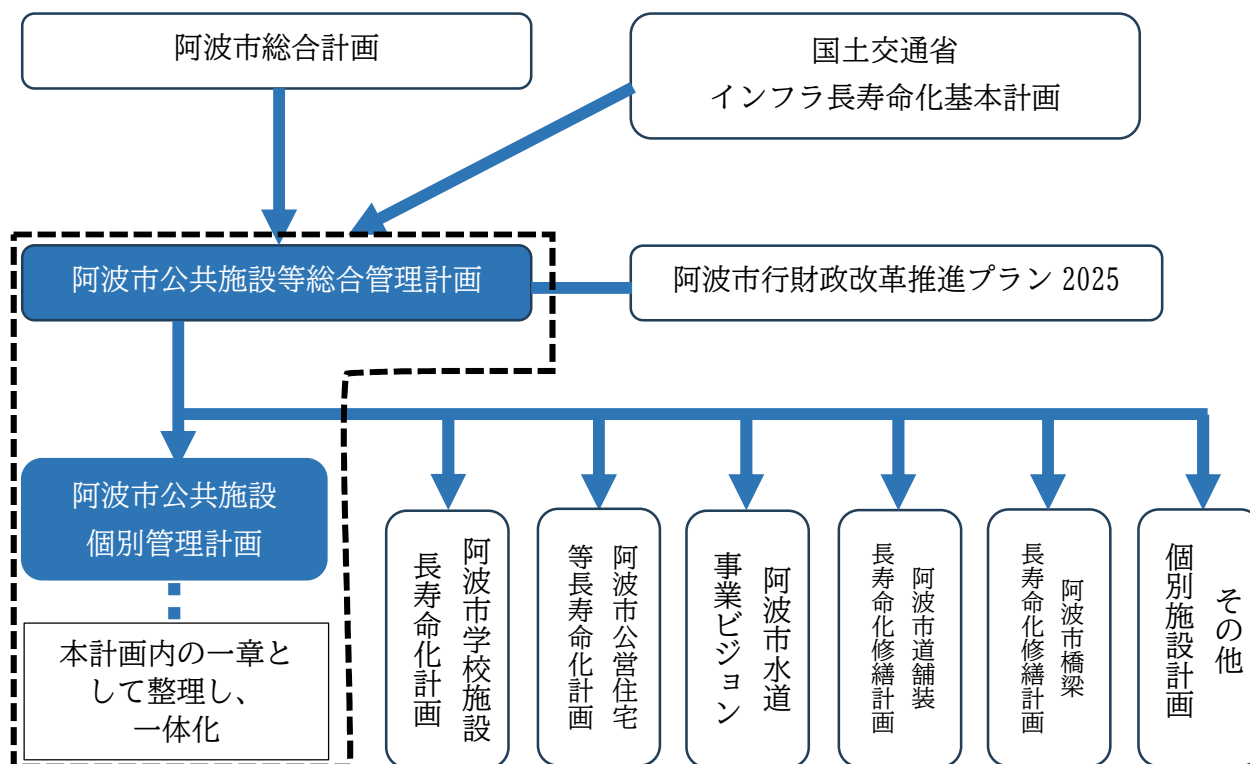 阿波市総合計画
国土交通省
インフラ長寿命化基本計画
阿波市公共施設等総合管理計画
阿波市行財政改革推進プラン 2025
阿波市公共施設
個別管理計画
本計画内の一章と
して整理し、
一体化
阿波市学校施設
長寿命化計画
阿波市公営住宅
等長寿命化計画
阿波市水道
事業ビジョン
阿波市道舗装
長寿命化修繕計画
阿波市橋梁
長寿命化修繕計画
その他
個別施設計画